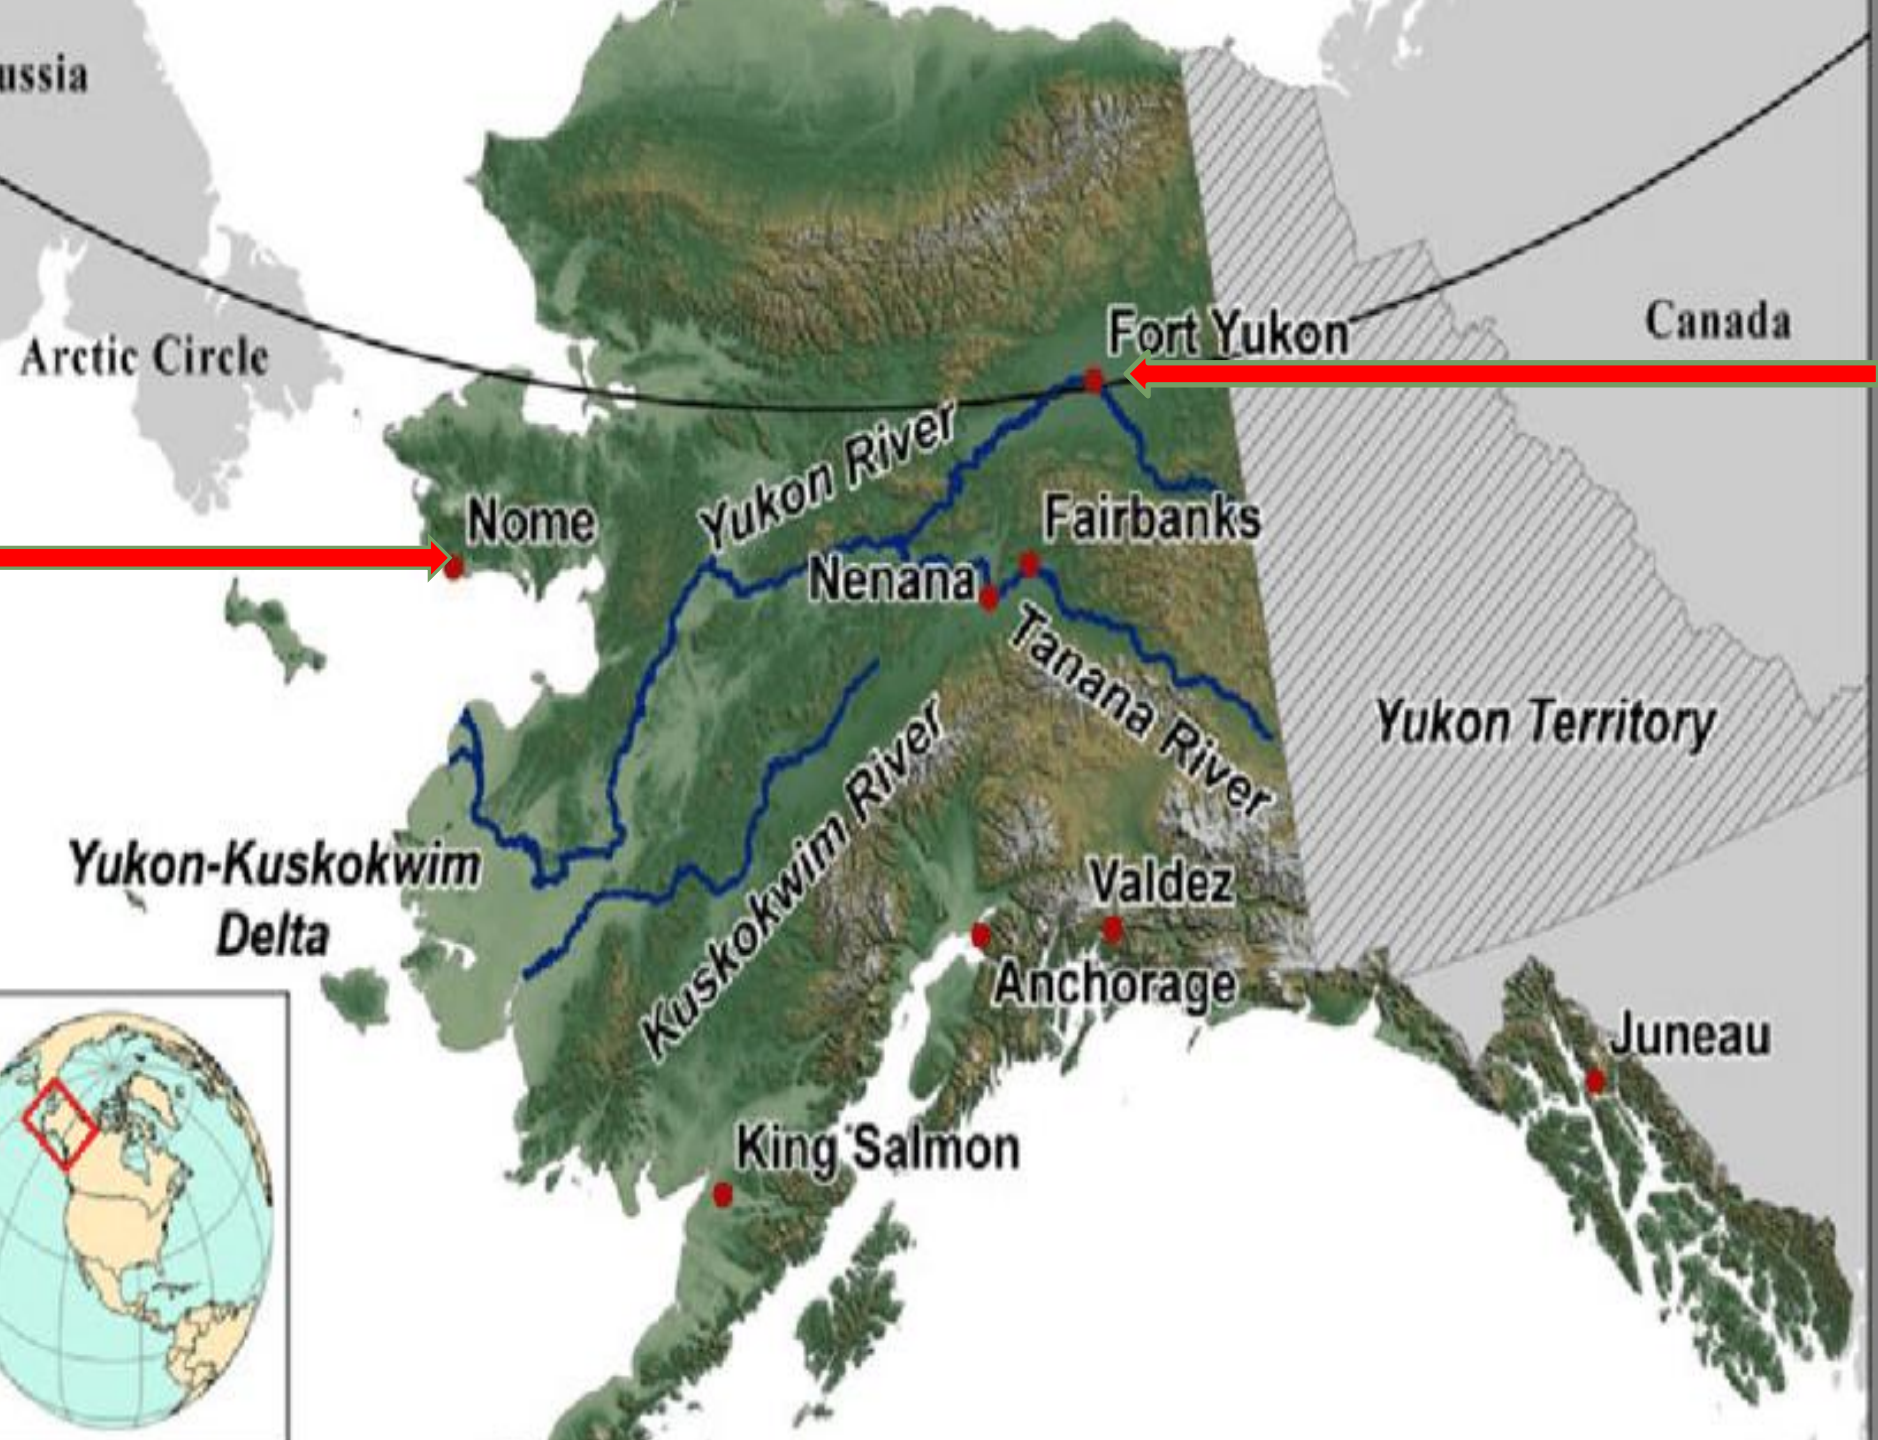 ussia
Canada
Fort Yukon
Arctic Circle
Yukon River
Nome
Fairbanks
Nenana
Tanana River
Yukon Territory
Kuskokwim River
Yukon-Kuskokwim
Delta
Valdez
Anchorage
Juneau
King Salmon